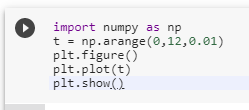 import numpy as np
t = np.arange(0,12,0.01)
plt.figure()
plt.plot(t)
plt.show()